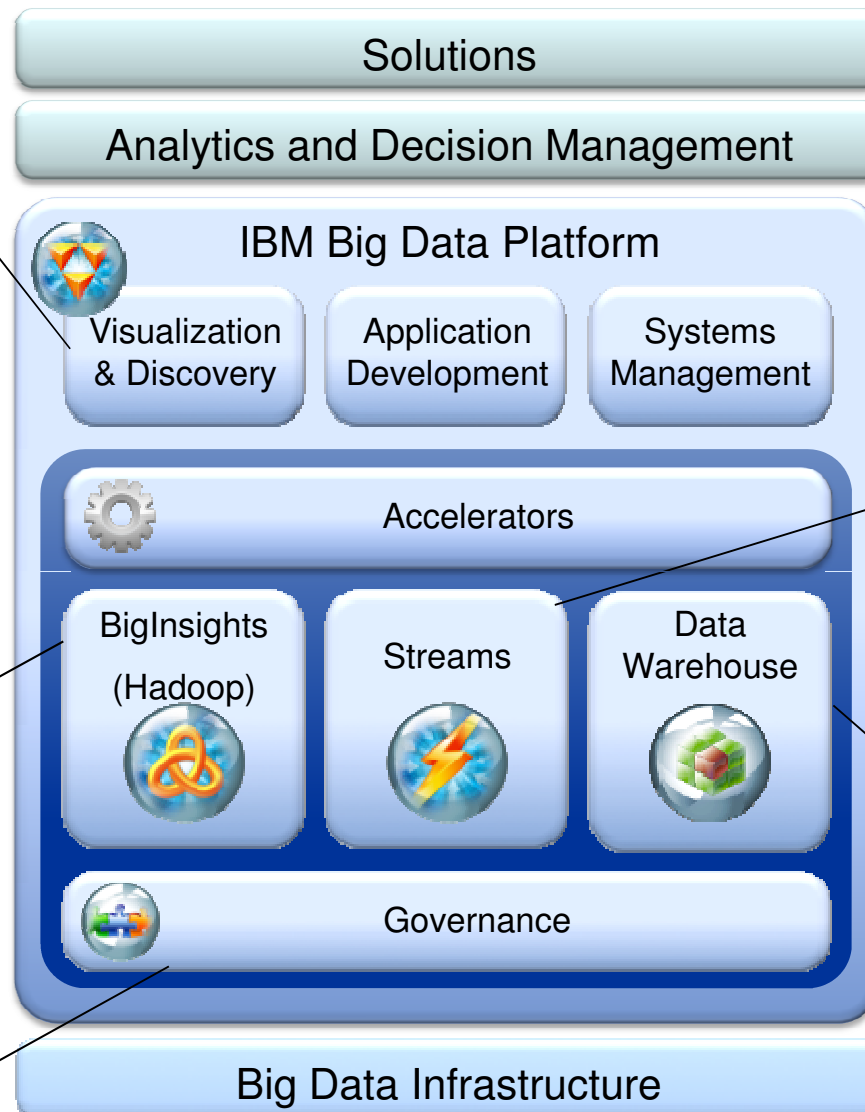 Solutions
Analytics and Decision Management
IBM Big Data Platform
Visualization
& Discovery
Application
Development
Systems
Management
Accelerators
BigInsights
(Hadoop)
Streams
Data
Warehouse
Governance
Big Data Infrastructure